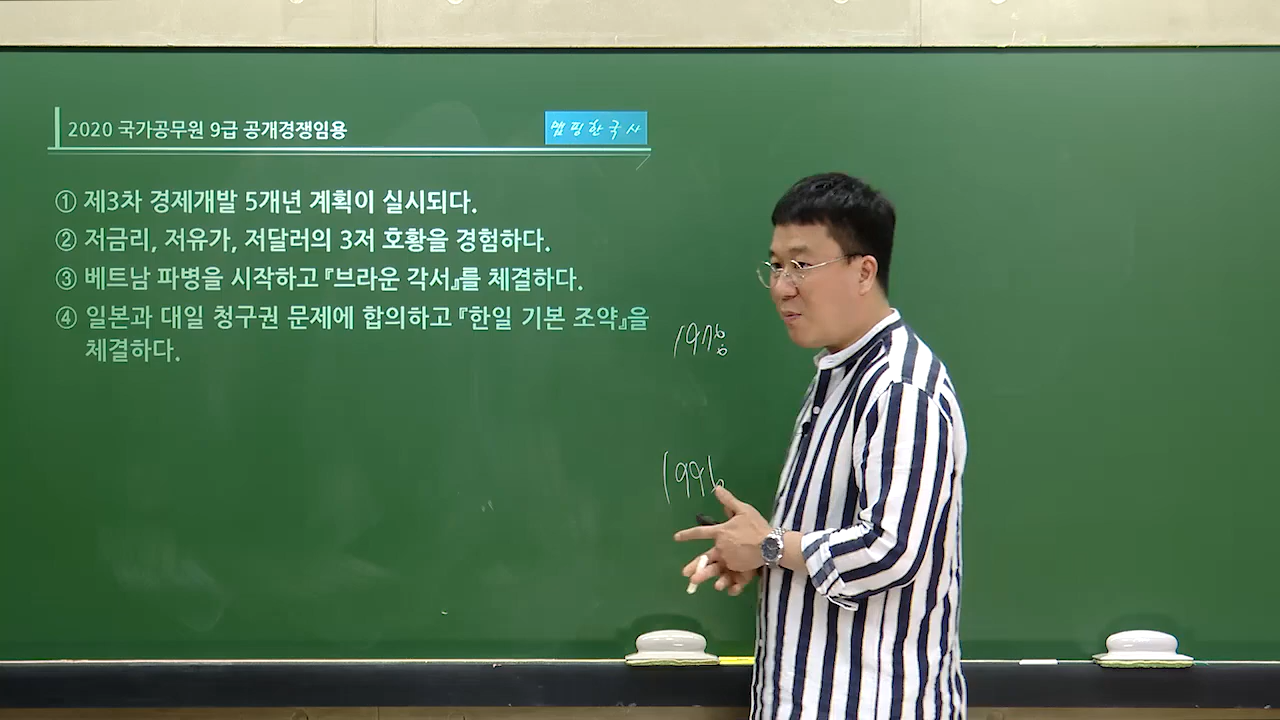 2020 국가공무원 9급 공개경쟁임용
맵핑한국사
① 제3차 경제개발 5개년 계획이 실시되다.
② 저금리, 저유가, 저달러의 3저 호황을 경험하다.
③ 베트남 파병을 시작하고 『브라운 각서』를 체결하다.
④ 일본과 대일 청구권 문제에 합의하고 『한일 기본 조약』을
체결하다.
1996